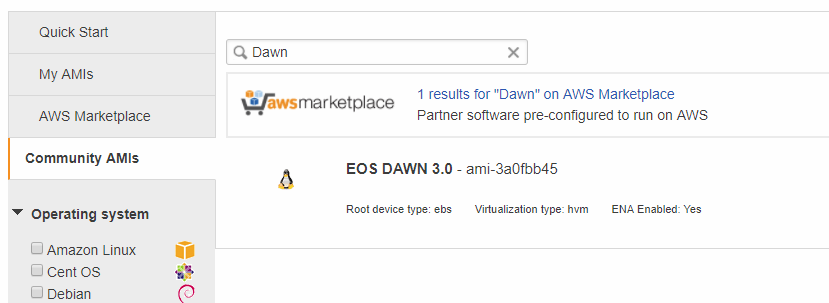 Quick Start
My AMIs
AWS Marketplace
Community AMIs
Operating system
Amazon Linux
Cent OS
Debian
Dawn
awsmarketplace
1 results for "Dawn" on AWS Marketplace
Partner software pre-configured to run on AWS
EOS DAWN 3.0 - ami-3a0fbb45
Root device type: ebs Virtualization type: hvm ENA Enabled: Yes